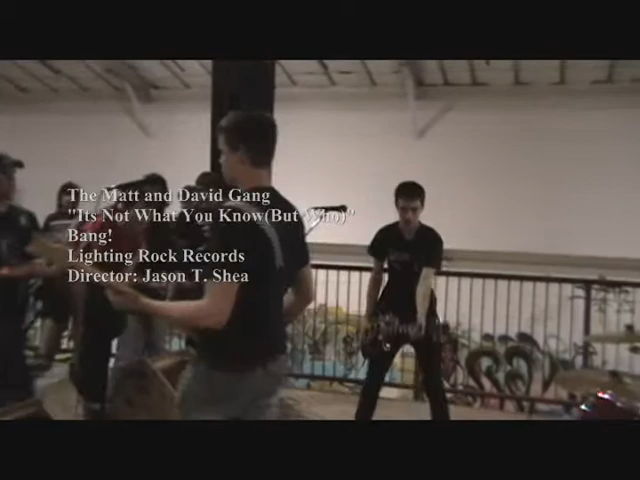 The Matt and David Gang
"Its Not What You Know(But Who)"
Bang!
Lighting Rock Records
Director: Jason T. Shea